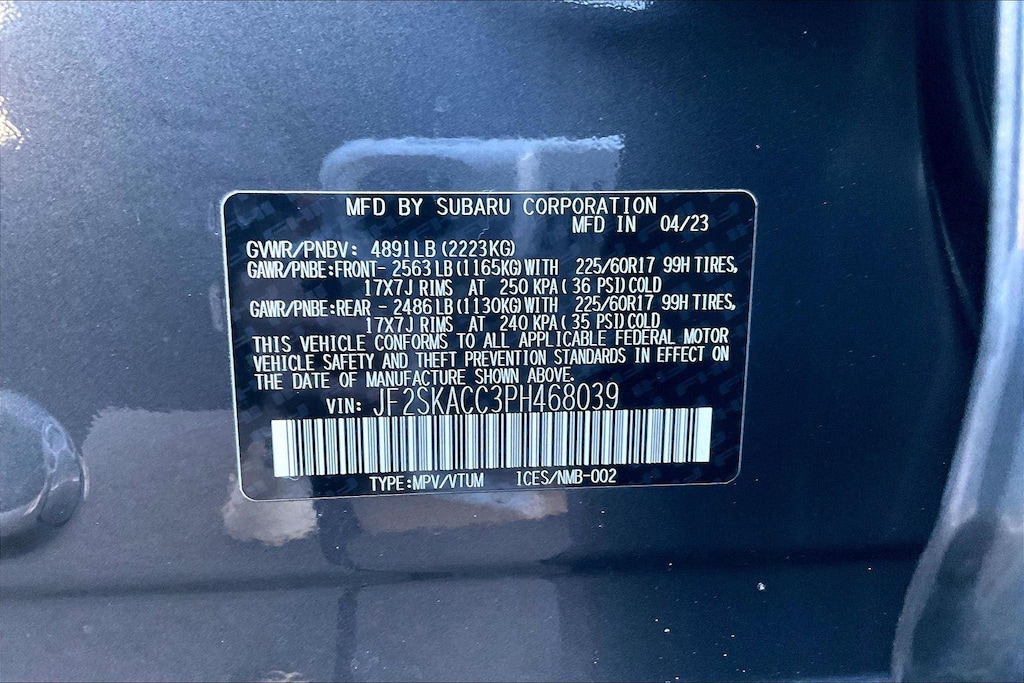 MFD BY SUBARU CORPORATION
MFD IN 04/23
GVWR/PNBV: 4891LB(2223KG)
GAWR/PNBE:FRONT- 2563LB(1165KG)WITH 225/60R17 99H TIRES,
17X7J RIMS AT 250 KPA(36 PSI)COLD
GAWR/PNBE:REAR - 2486LB(1130KG)WITH 225/60R17 99H TIRES,
17X7J RIMS AT 240 KPA(35 PSI)COLD
THIS VEHICLE CONFORMS TO ALL APPLICABLE FEDERAL MOTOR
VEHICLE SAFETY AND THEFT PREVENTION STANDARDS IN EFFECT ON
THE DATE OF MANUFACTURE SHOWN ABOVE.
VIN: JF2SKACC3PH468039
TYPE:MPV/VTUM ICES/NMB-002